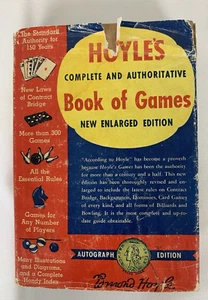 The Standard
Authority for
150 Years
New Laws
of Contract
Bridge
More than 300
Games
All the
Essential Rules
Games for
Any Number
of Players
Many Illustrations
and Diagrams,
and a Complete
Handy Index
HOYLE'S
COMPLETE AND AUTHORITATIVE
Book of Games
NEW ENLARGED EDITION
"According to Hoyle" has become a proverb
because Hoyle's Games has been the authority
for more than a century and a half. This new
Hoyle has been thoroughly revised and
enlarged to include the latest rules on Contract
Bridge, Backgammon, Dominoes, Card Games
of every kind, and all forms of Billiards and
Bowling. It is the most complete and up-to-
date guide obtainable.
AUTOGRAPH EDITION
Edmond Hoyle